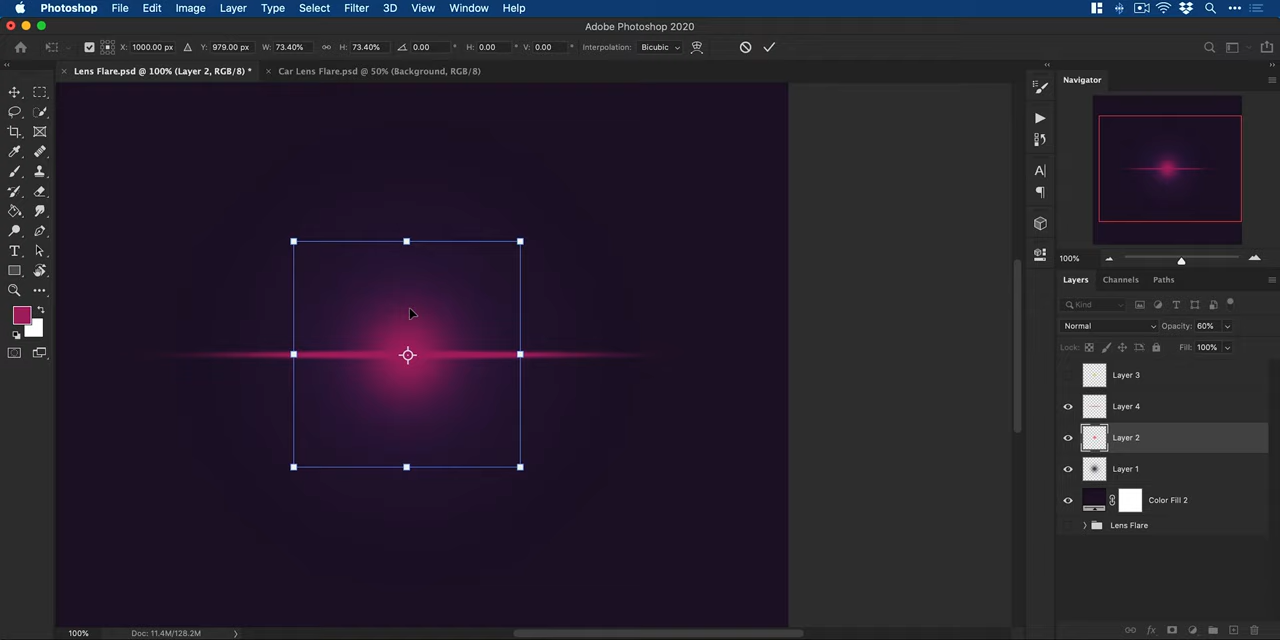 Photoshop File Edit Image Layer Type Select Filter 3D View Window Help
Adobe Photoshop 2020
X: 1000.00 px Y: 979.00 px W: 73.40% H: 73.40% 0.00 ° H: 0.00 ° V: 0.00 ° Interpolation: Bicubic
Lens Flare.psd @ 100% (Layer 2, RGB/8) * Car Lens Flare.psd @ 50% (Background, RGB/8)
Navigator
100%
Layers Channels Paths
Kind
Normal Opacity: 60%
Lock: Fill: 100%
Layer 3
Layer 4
Layer 2
Layer 1
Color Fill 2
Lens Flare
100% Doc: 11.4M/128.2M